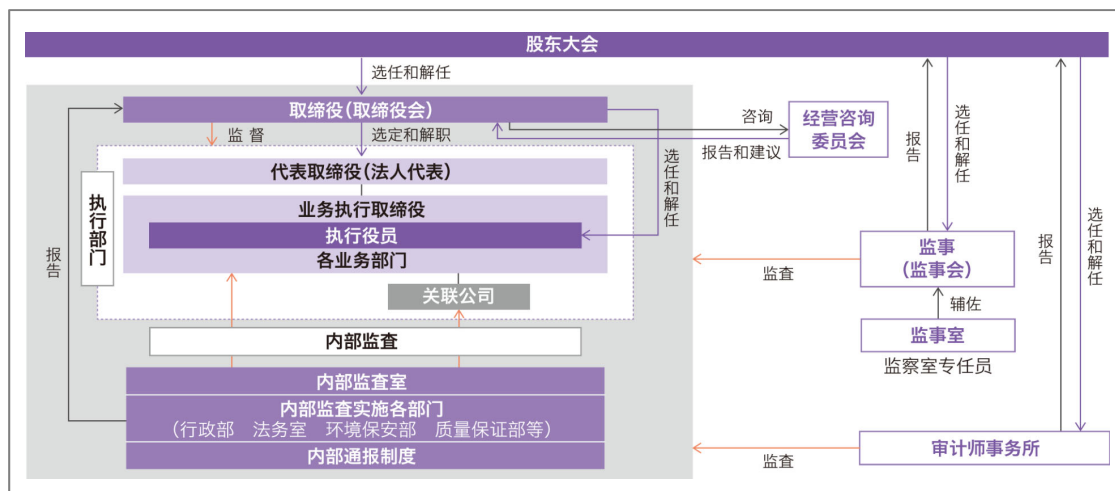 股东大会
选任和解任
取缔役（取缔役会）
监 督
选定和解职
咨询
报告和建议
经营咨询
委员会
代表取缔役（法人代表）
业务执行取缔役
执行役员
各业务部门
关联公司
执行部门
选任和解任
报告
内部监查
内部监查室
内部监查实施各部门
（行政部 法务室 环境保安部 质量保证部等）
内部通报制度
报告
选任和解任
监事
（监事会）
监查
辅佐
监事室
监察室专任员
报告
选任和解任
审计师事务所
监查